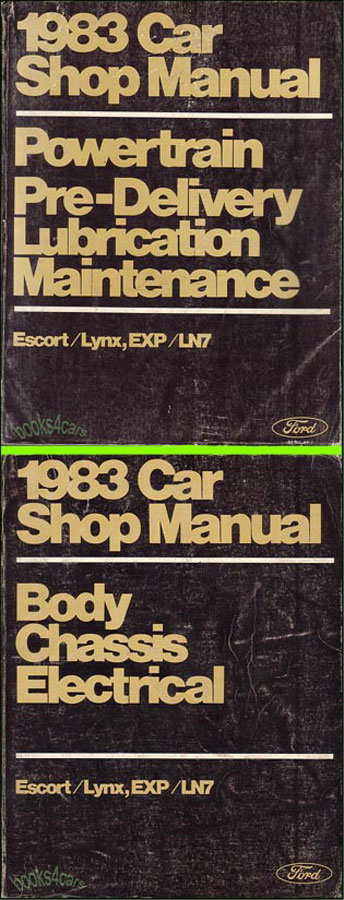 1983 Car
Shop Manual
Powertrain
Pre-Delivery
Lubrication
Maintenance
Escort/Lynx, EXP/LN7
books4cars
Ford
1983 Car
Shop Manual
Body
Chassis
Electrical
Escort/Lynx, EXP/LN7
books4cars
Ford